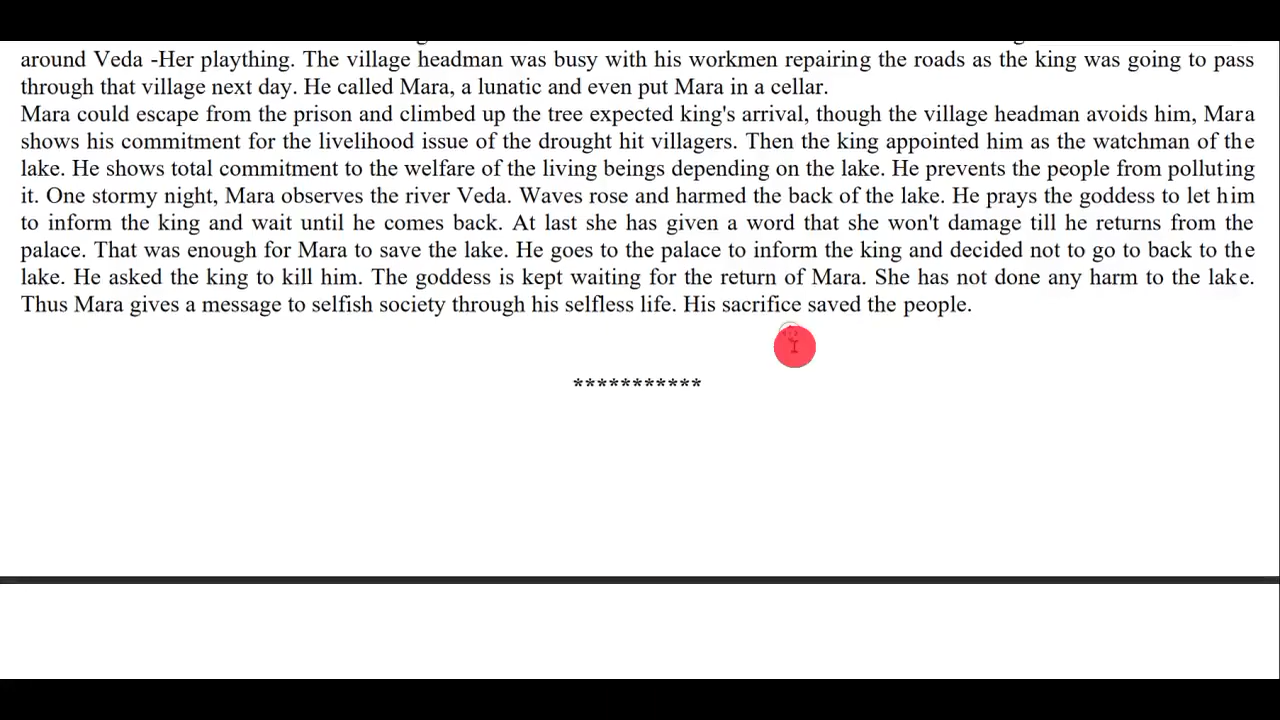 around Veda -Her plaything. The village headman was busy with his workmen repairing the roads as the king was going to pass
through that village next day. He called Mara, a lunatic and even put Mara in a cellar.
Mara could escape from the prison and climbed up the tree expected king's arrival, though the village headman avoids him, Mara
shows his commitment for the livelihood issue of the drought hit villagers. Then the king appointed him as the watchman of the
lake. He shows total commitment to the welfare of the living beings depending on the lake. He prevents the people from polluting
it. One stormy night, Mara observes the river Veda. Waves rose and harmed the back of the lake. He prays the goddess to let him
to inform the king and wait until he comes back. At last she has given a word that she won't damage till he returns from the
palace. That was enough for Mara to save the lake. He goes to the palace to inform the king and decided not to go to back to the
lake. He asked the king to kill him. The goddess is kept waiting for the return of Mara. She has not done any harm to the lake.
Thus Mara gives a message to selfish society through his selfless life. His sacrifice saved the people.
***********